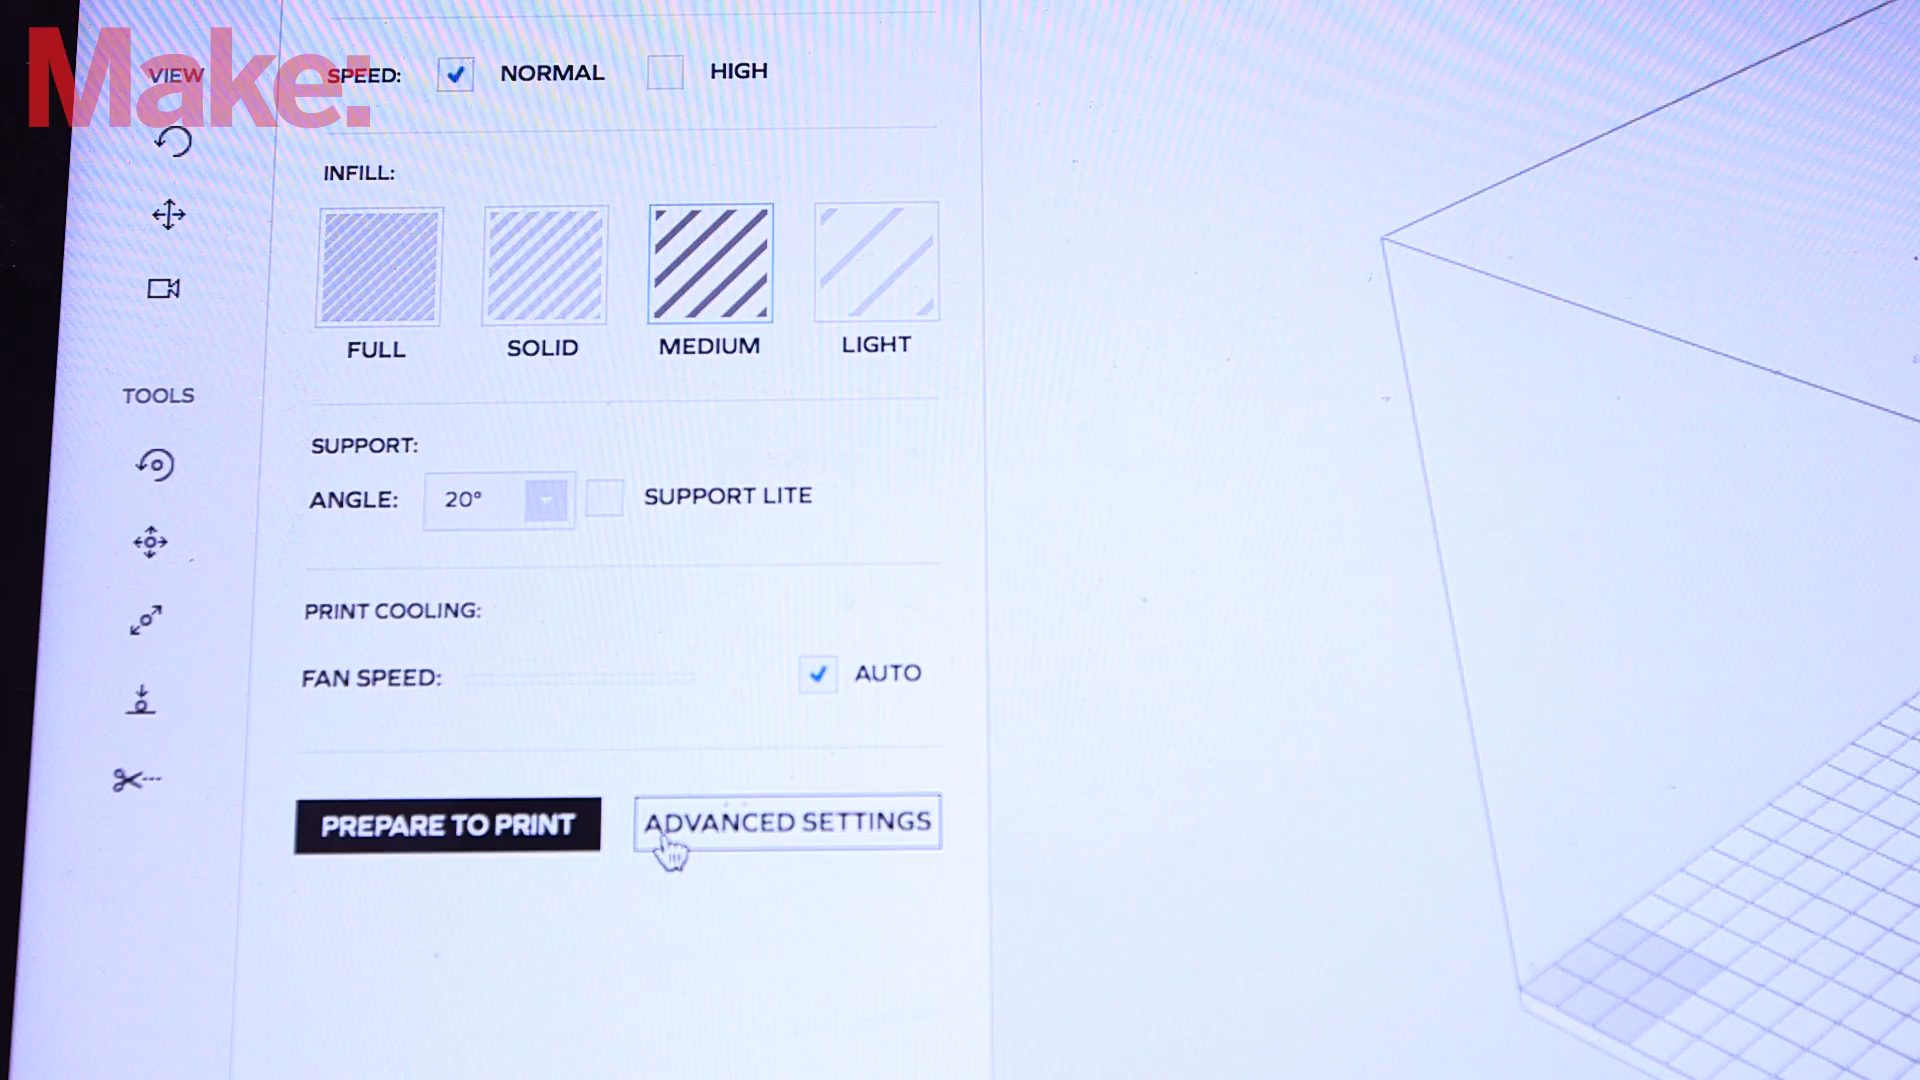 Make:
VIEW
SPEED: NORMAL HIGH
INFILL:
FULL SOLID MEDIUM LIGHT
TOOLS
SUPPORT:
ANGLE: 20° SUPPORT LITE
PRINT COOLING:
FAN SPEED: AUTO
PREPARE TO PRINT ADVANCED SETTINGS